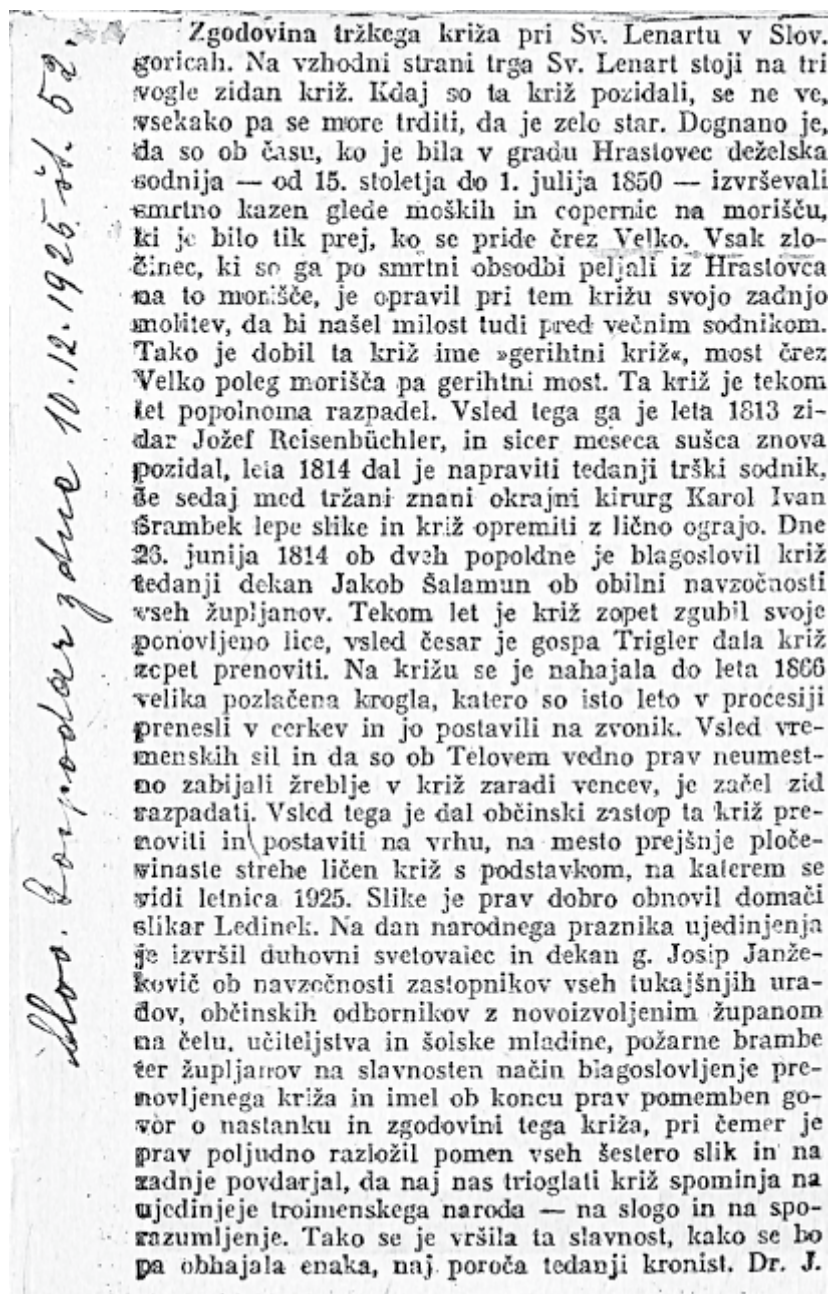 Zgodovina tržkega križa pri Sv. Lenartu v Slov.
goricah. Na vzhodni strani trga Sv. Lenart stoji na tri
vogle zidan križ. Kdaj so ta križ pozidali, se ne ve,
vsekako pa se more trditi, da je zelo star. Dognano je,
da so ob času, ko je bila v gradu Hrastovec deželska
sodnija — od 15. stoletja do 1. julija 1850 — izvrševali
smrtno kazen glede moških in copernic na morišču,
ki je bilo tik prej, ko se pride črez Velko. Vsak zlo-
činec, ki so ga po smrtni obsodbi peljali iz Hrastovca
na to morišče, je opravil pri tem križu svojo zadnjo
molitev, da bi našel milost tudi pred večnim sodnikom.
Tako je dobil ta križ ime »gerihtni križ«, most črez
Velko poleg morišča pa gerihtni most. Ta križ je tekom
let popolnoma razpadel. Vsled tega ga je leta 1813 zi-
dar Jožef Reisenbüchler, in sicer meseca sušca znova
pozidal, leta 1814 dal je napraviti tedanji trški sodnik,
še sedaj med tržani znani okrajni kirurg Karol Ivan
Šrambek lepe slike in križ opremiti z lično ograjo. Dne
26. junija 1814 ob dveh popoldne je blagoslovil križ
tedanji dekan Jakob Šalamun ob obilni navzočnosti
vseh župljanov. Tekom let je križ zopet zgubil svoje
ponovljeno lice, vsled česar je gospa Trigler dala križ
zopet prenoviti. Na križu se je nahajala do leta 1866
velika pozlačena krogla, katero so isto leto v procesiji
prenesli v cerkev in jo postavili na zvonik. Vsled vre-
menskih sil in da so ob Telovem vedno prav neumest-
no zabijali žreblje v križ zaradi vencev, je začel zid
razpadati. Vsled tega je dal občinski zastop ta križ pre-
noviti in postaviti na vrhu, na mesto prejšnje ploče-
vinaste strehe ličen križ s podstavkom, na katerem se
vidi letnica 1925. Slike je prav dobro obnovil domači
slikar Ledinek. Na dan narodnega praznika ujedinjenja
je izvršil duhovni svetovalec in dekan g. Josip Janže-
kovič ob navzočnosti zastopnikov vseh tukajšnjih ura-
dov, občinskih odbornikov z novoizvoljenim županom
na čelu, učiteljstva in šolske mladine, požarne brambe
ter župljanov na slavnosten način blagoslovljenje pre-
novljenega križa in imel ob koncu prav pomemben go-
vor o nastanku in zgodovini tega križa, pri čemer je
prav poljudno razložil pomen vseh šestero slik in na
zadnje povdarjal, da naj nas trioglati križ spominja na
ujedinjeje troimenskega naroda — na slogo in na spo-
razumljenje. Tako se je vršila ta slavnost, kako se bo
pa obhajala enaka, naj poroča tedanji kronist. Dr. J.
Slov. Gospodar z dne 10.12.1925 št. 52.